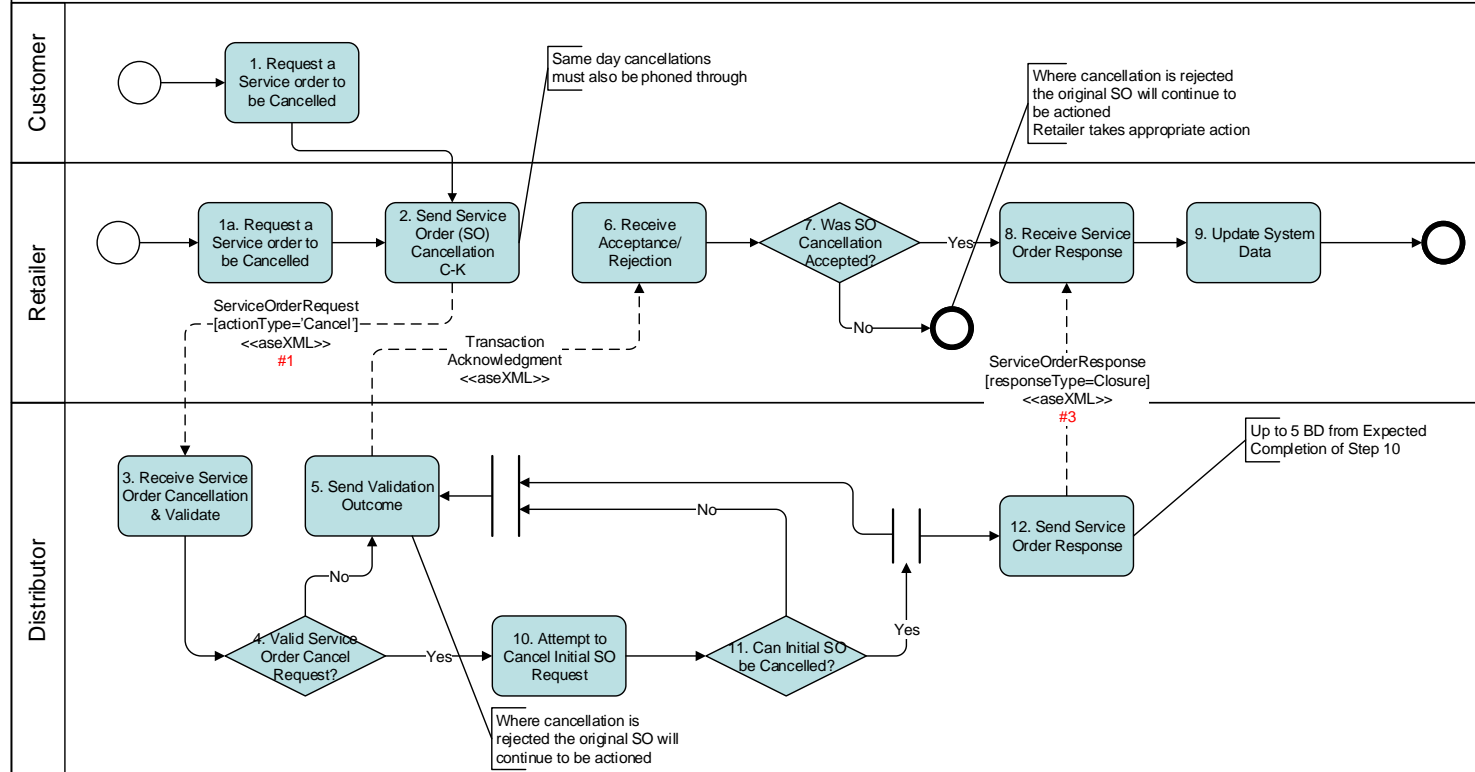 Customer
1. Request a
Service order to
be Cancelled
Same day cancellations
must also be phoned through
Where cancellation is rejected
the original SO will continue to
be actioned
Retailer takes appropriate action
Retailer
1a. Request a
Service order to
be Cancelled
2. Send Service
Order (SO)
Cancellation
C-K
6. Receive
Acceptance/
Rejection
7. Was SO
Cancellation
Accepted?
Yes
No
8. Receive Service
Order Response
9. Update System
Data
ServiceOrderRequest
[actionType='Cancel']
<<aseXML>>
#1
Transaction
Acknowledgment
<<aseXML>>
ServiceOrderResponse
[responseType=Closure]
<<aseXML>>
#3
Distributor
3. Receive Service
Order Cancellation
& Validate
5. Send Validation
Outcome
No
12. Send Service
Order Response
Up to 5 BD from Expected
Completion of Step 10
No
4. Valid Service
Order Cancel
Request?
Yes
10. Attempt to
Cancel Initial SO
Request
11. Can Initial SO
be Cancelled?
Yes
Where cancellation is
rejected the original SO will
continue to be actioned